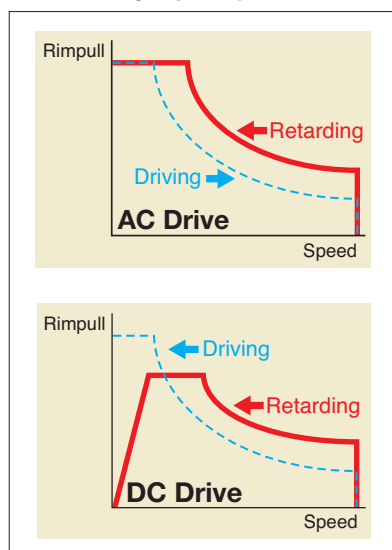 Rimpull
Retarding
Driving
AC Drive
Speed
Rimpull
Driving
Retarding
DC Drive
Speed